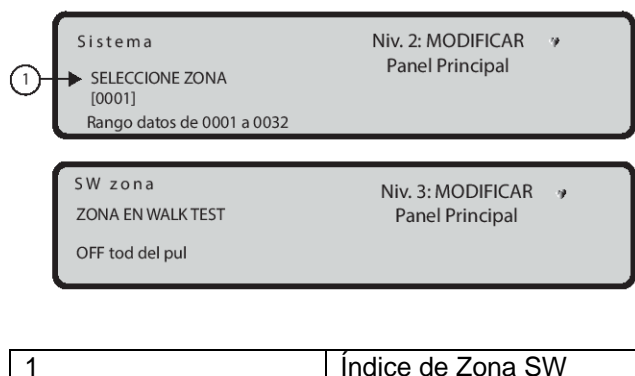 Sistema
Niv. 2: MODIFICAR
Panel Principal
1
SELECCIONE ZONA
[0001]
Rango datos de 0001 a 0032
SW zona
Niv. 3: MODIFICAR
Panel Principal
ZONA EN WALK TEST
OFF tod del pul
1 Índice de Zona SW